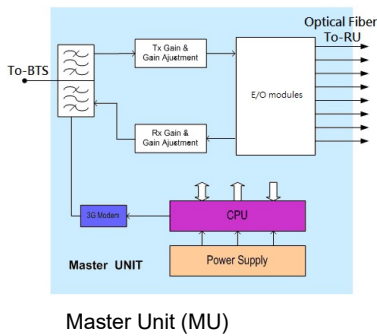 Optical Fiber
To-RU
Tx Gain &
Gain Ajustment
To-BTS
E/O modules
Rx Gain &
Gain Ajustment
3G Modem
CPU
Master UNIT
Power Supply
Master Unit (MU)